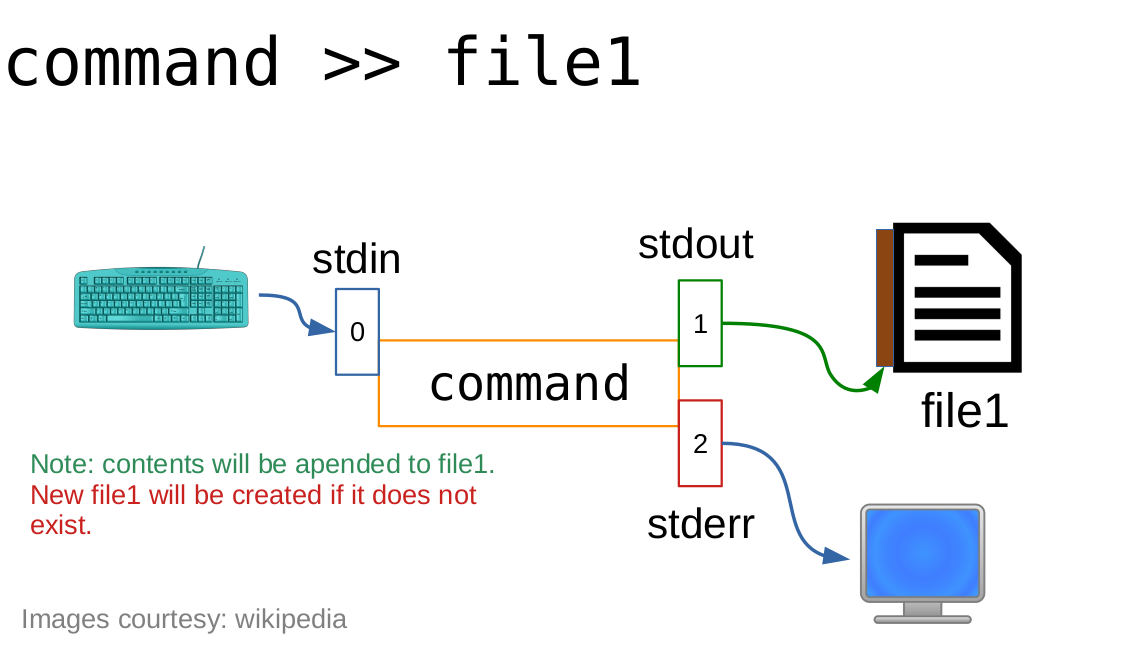 command >> file1
stdin
stdout
0
1
command
file1
2
Note: contents will be apended to file1.
New file1 will be created if it does not
exist.
stderr
Images courtesy: wikipedia